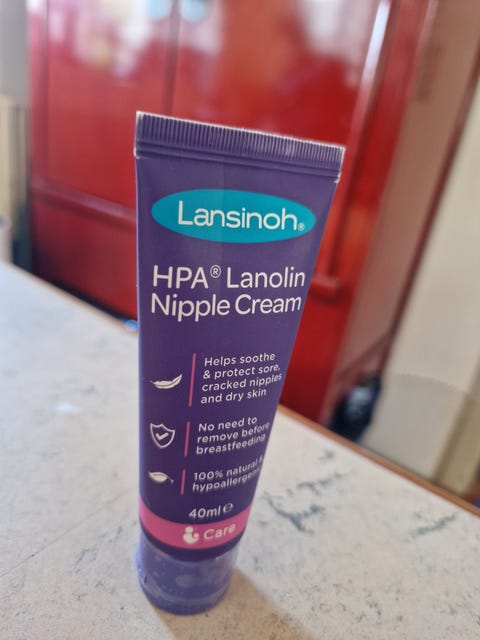 Lansinoh®
HPA® Lanolin
Nipple Cream
Helps soothe
& protect sore,
cracked nipples
and dry skin
No need to
remove before
breastfeeding
100% natural &
hypoallergenic
40ml ℮
Care